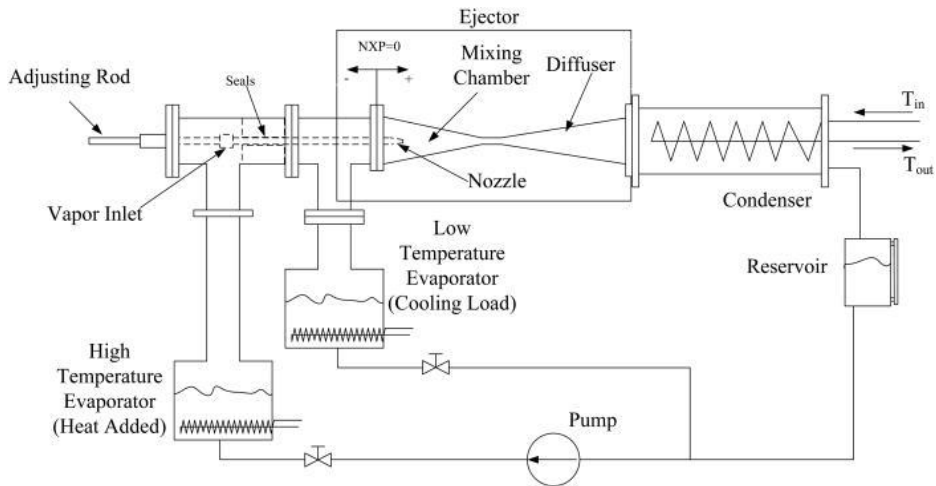 Ejector
NXP=0
- +
Mixing
Chamber
Diffuser
Adjusting Rod
Seals
T_in
T_out
Nozzle
Vapor Inlet
Condenser
Low
Temperature
Evaporator
(Cooling Load)
Reservoir
High
Temperature
Evaporator
(Heat Added)
Pump